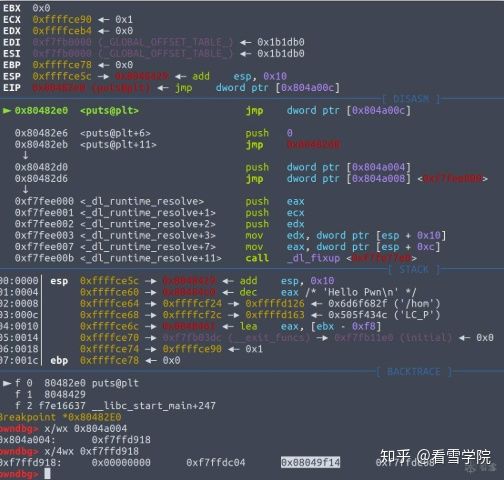 EBX 0x0
ECX 0xffffce90 ← 0x1
EDX 0xffffceb4 ← 0x0
EDI 0xf7fb0000 (_GLOBAL_OFFSET_TABLE_) ← 0x1b1db0
ESI 0xf7fb0000 (_GLOBAL_OFFSET_TABLE_) ← 0x1b1db0
EBP 0xffffce78 ← 0x0
ESP 0xffffce5c → 0x8048429 ← add esp, 0x10
EIP 0x80482e0 (puts@plt) ← jmp dword ptr [0x804a00c]
[ DISASM
► 0x80482e0 <puts@plt> jmp dword ptr [0x804a00c]
0x80482e6 <puts@plt+6> push 0
0x80482eb <puts@plt+11> jmp 0x80482d0
↓
0x80482d0 push dword ptr [0x804a004]
0x80482d6 jmp dword ptr [0x804a008] <0xf7fee000>
↓
0xf7fee000 <_dl_runtime_resolve> push eax
0xf7fee001 <_dl_runtime_resolve+1> push ecx
0xf7fee002 <_dl_runtime_resolve+2> push edx
0xf7fee003 <_dl_runtime_resolve+3> mov edx, dword ptr [esp + 0x10]
0xf7fee007 <_dl_runtime_resolve+7> mov eax, dword ptr [esp + 0xc]
0xf7fee00b <_dl_runtime_resolve+11> call _dl_fixup
[ STACK
00:0000│ esp 0xffffce5c → 0x8048429 ← add esp, 0x10
01:0004│ 0xffffce60 → ← dec eax /* 'Hello Pwn\n' */
02:0008│ 0xffffce64 → 0xffffcf24 → 0xffffd126 ← 0x6d6f682f ('/hom')
03:000c│ 0xffffce68 → 0xffffcf2c → 0xffffd163 ← 0x505f434c ('LC_P')
04:0010│ 0xffffce6c → ← lea eax, [ebx - 0xf8]
05:0014│ 0xffffce70 → 0xf7fb03dc (__exit_funcs) → 0xf7fb11e0 (initial) ← 0x0
06:0018│ 0xffffce74 → 0xffffce90 ← 0x1
07:001c│ ebp 0xffffce78 ← 0x0
[ BACKTRACE
► f 0 80482e0 puts@plt
f 1 8048429
f 2 f7e16637 __libc_start_main+247
Breakpoint *0x80482E0
pwndbg> x/wx 0x804a004
0x804a004: 0xf7ffd918
pwndbg> x/4wx 0xf7ffd918
0xf7ffd918: 0x00000000 0xf7ffdc04 0x08049f14
pwndbg>
知乎 @看雪学院